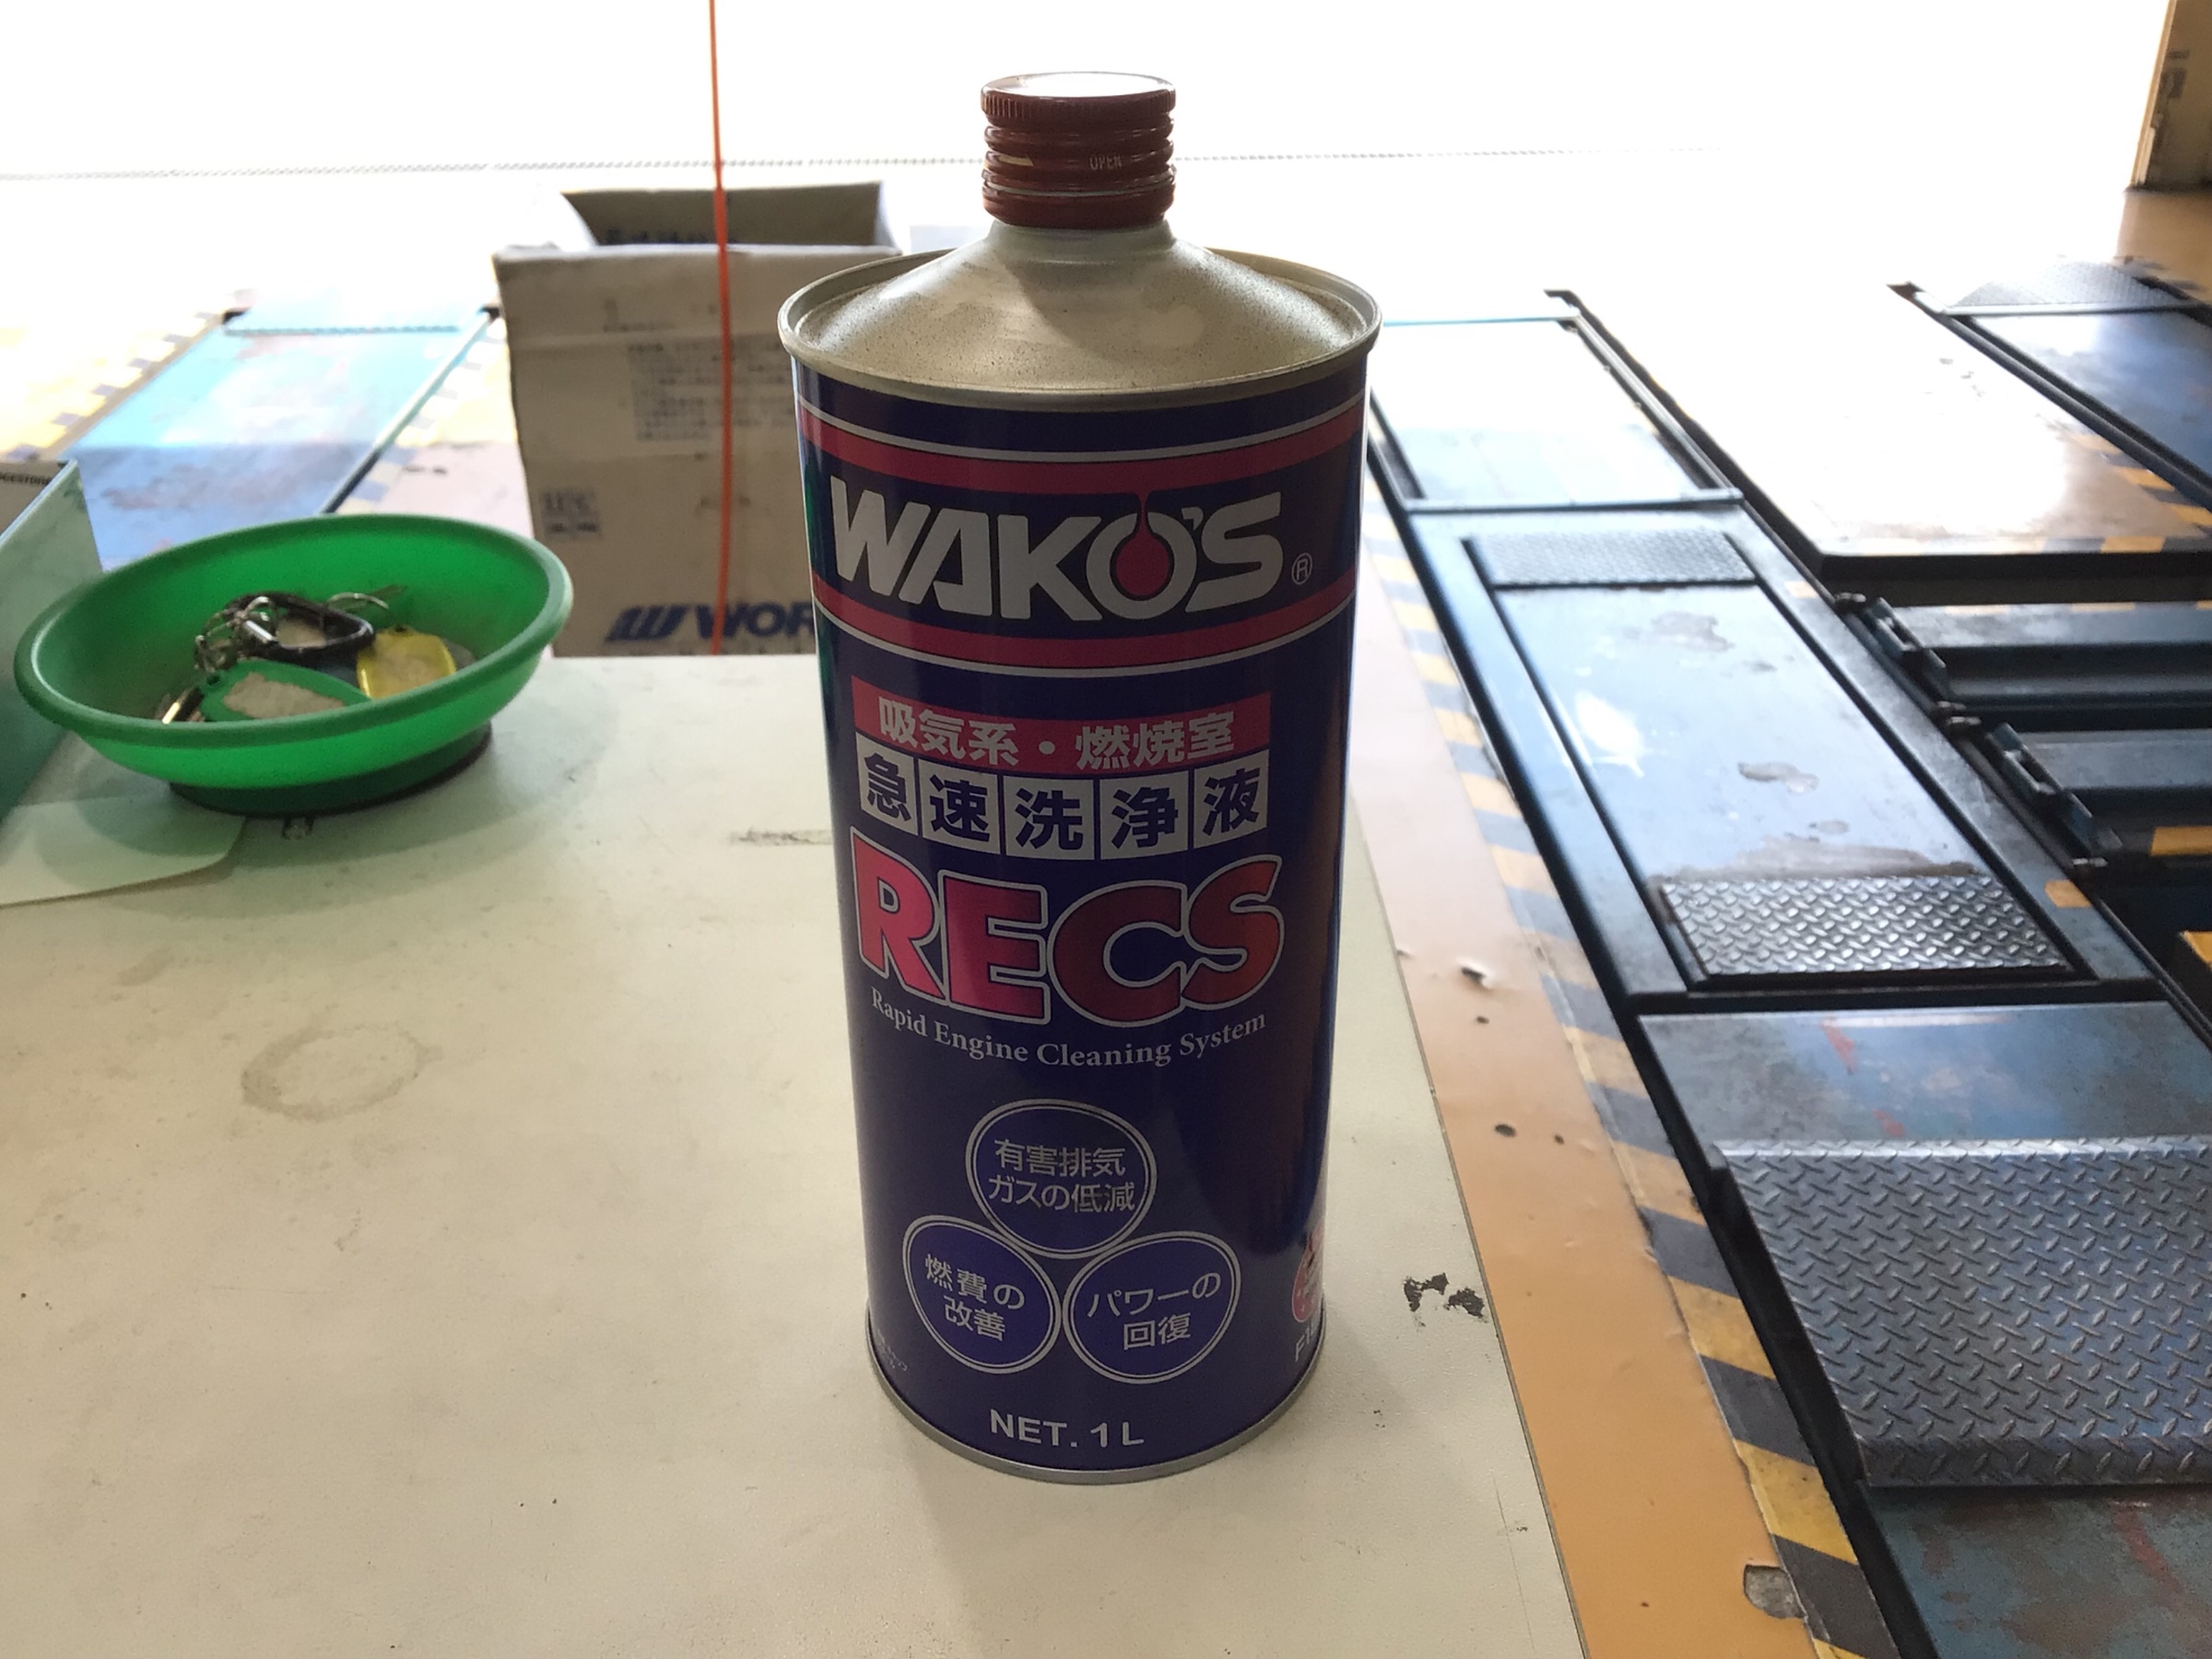 OPEN
WAKO'S®
吸気系・燃焼室
急速洗浄液
RECS
Rapid Engine Cleaning System
有害排気
ガスの低減
燃費の
改善
パワーの
回復
NET. 1L